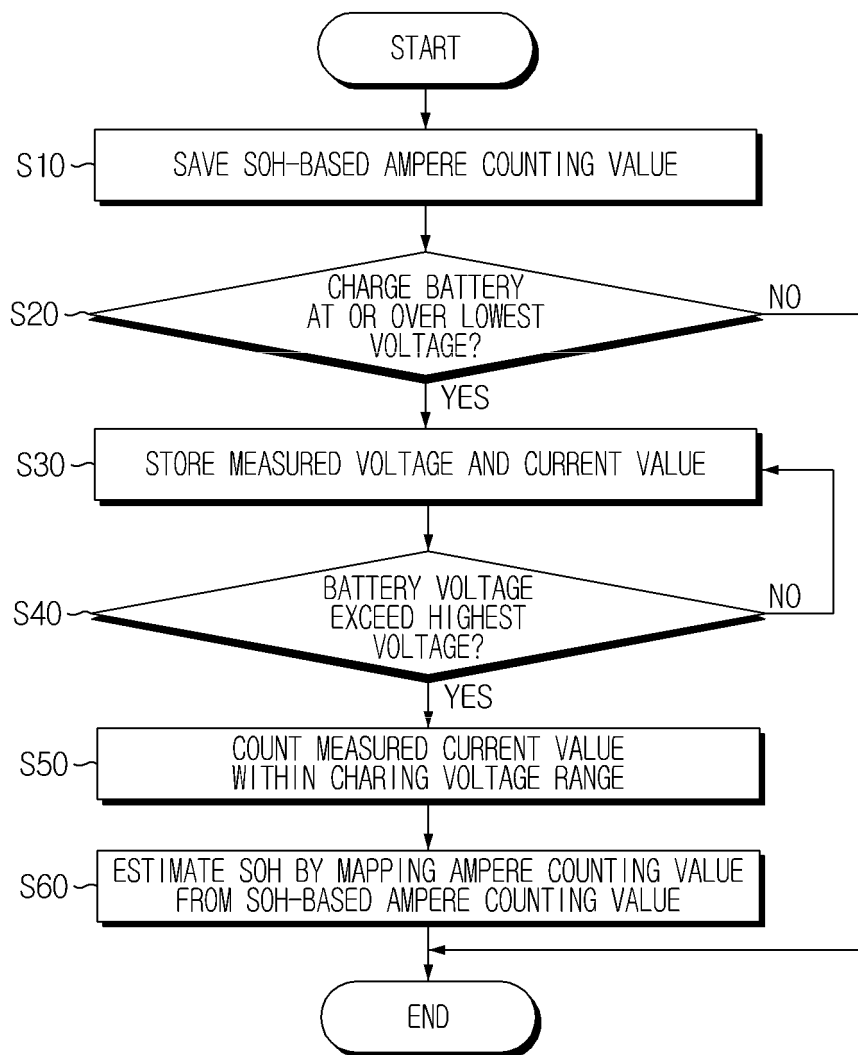 START
S10
SAVE SOH-BASED AMPERE COUNTING VALUE
S20
CHARGE BATTERY
AT OR OVER LOWEST
VOLTAGE?
NO
YES
S30
STORE MEASURED VOLTAGE AND CURRENT VALUE
S40
BATTERY VOLTAGE
EXCEED HIGHEST
VOLTAGE?
NO
YES
S50
COUNT MEASURED CURRENT VALUE
WITHIN CHARING VOLTAGE RANGE
S60
ESTIMATE SOH BY MAPPING AMPERE COUNTING VALUE
FROM SOH-BASED AMPERE COUNTING VALUE
END